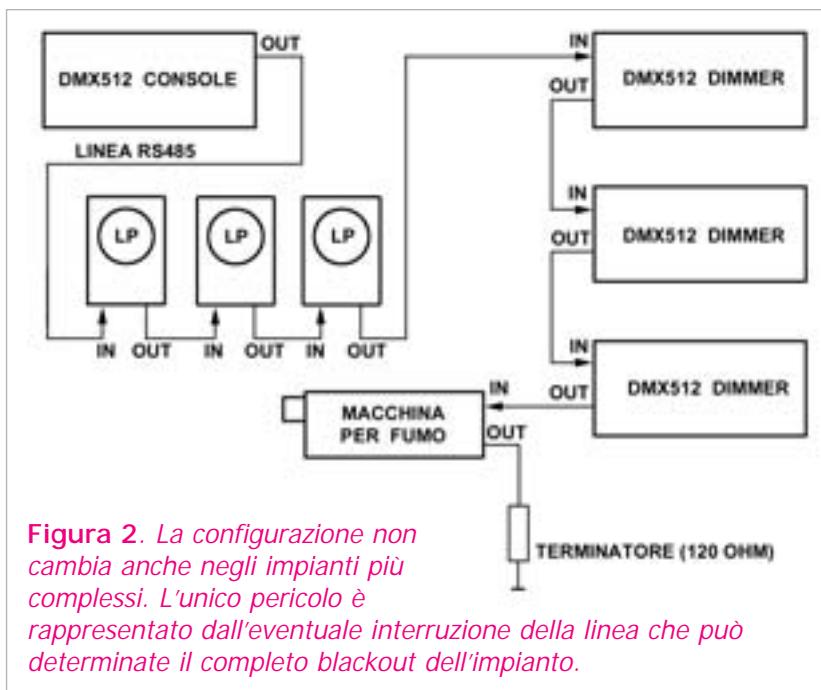 OUT
DMX512 CONSOLE
LINEA RS485
LP
LP
LP
IN OUT IN OUT IN OUT
IN
DMX512 DIMMER
OUT
IN
DMX512 DIMMER
OUT
IN
DMX512 DIMMER
OUT
IN
MACCHINA
PER FUMO
OUT
TERMINATORE (120 OHM)
Figura 2. La configurazione non
cambia anche negli impianti più
complessi. L'unico pericolo è
rappresentato dall'eventuale interruzione della linea che può
determinate il completo blackout dell'impianto.